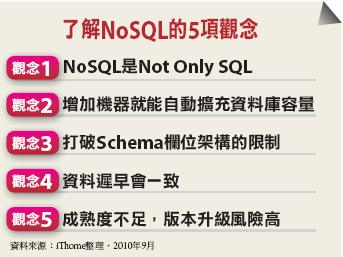 了解NoSQL的5項觀念
觀念1 NoSQL是Not Only SQL
觀念2 增加機器就能自動擴充資料庫容量
觀念3 打破Schema欄位架構的限制
觀念4 資料遲早會一致
觀念5 成熟度不足，版本升級風險高
資料來源：iThome整理，2010年9月